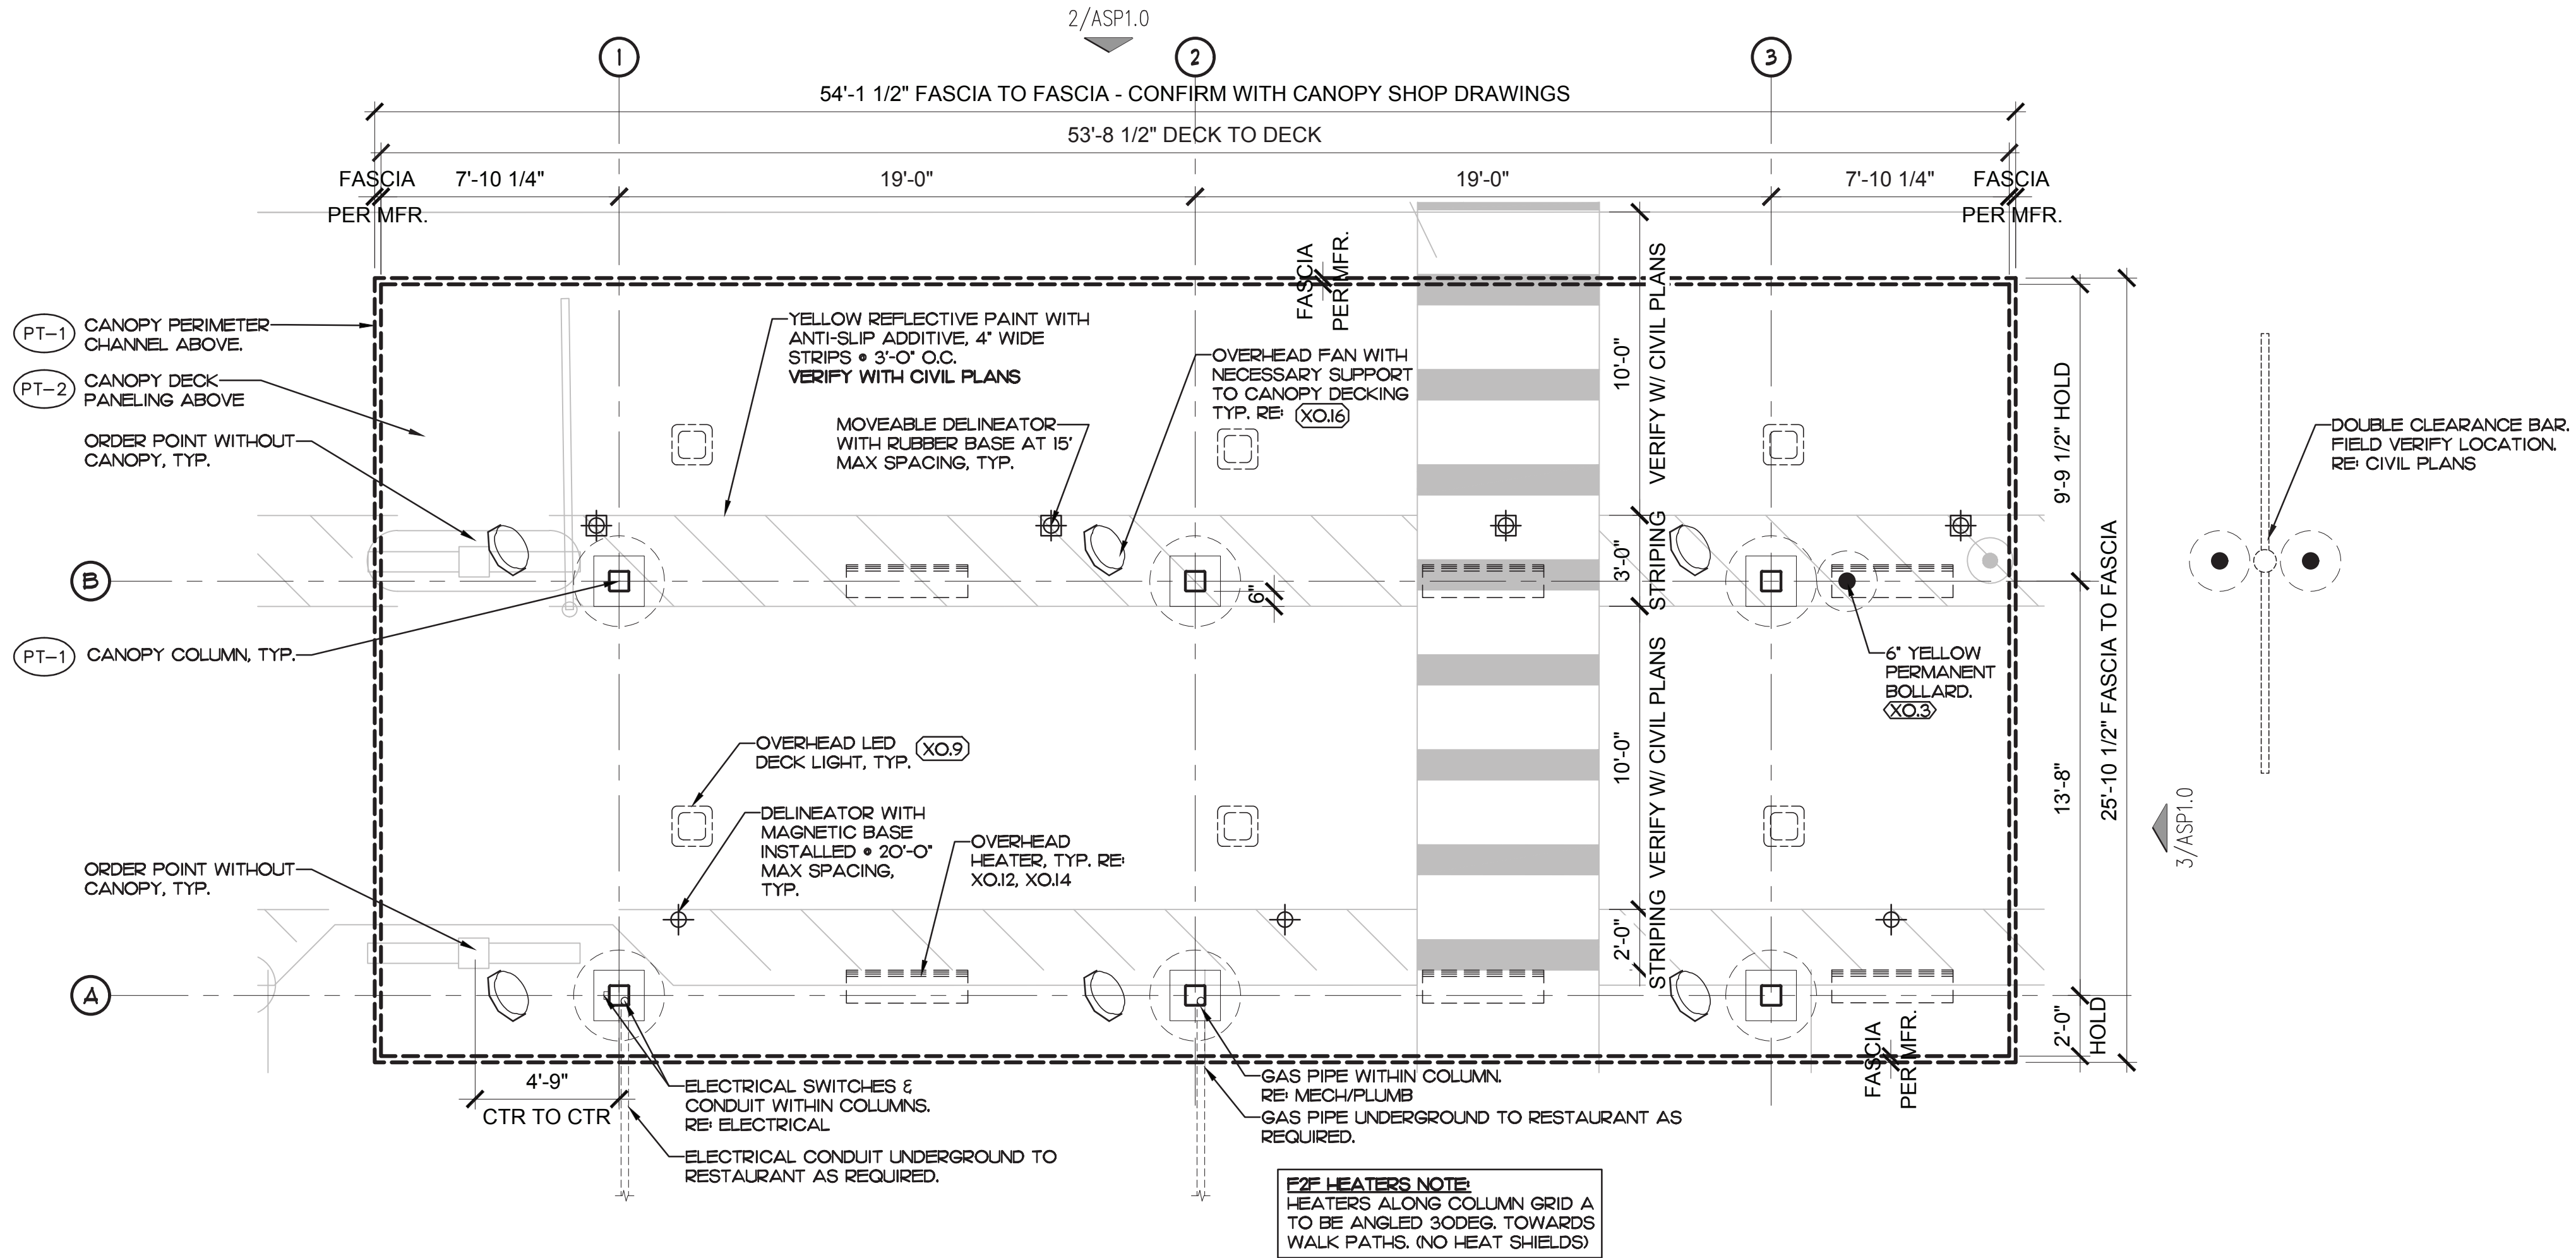 2/ASP1.0
1
2
3
54'-1 1/2" FASCIA TO FASCIA - CONFIRM WITH CANOPY SHOP DRAWINGS
53'-8 1/2" DECK TO DECK
FASCIA
PER MFR.
7'-10 1/4"
19'-0"
19'-0"
7'-10 1/4"
FASCIA
PER MFR.
PT-1
CANOPY PERIMETER
CHANNEL ABOVE.
PT-2
CANOPY DECK
PANELING ABOVE
ORDER POINT WITHOUT
CANOPY, TYP.
YELLOW REFLECTIVE PAINT WITH
ANTI-SLIP ADDITIVE, 4" WIDE
STRIPS @ 3'-0" O.C.
VERIFY WITH CIVIL PLANS
MOVEABLE DELINEATOR
WITH RUBBER BASE AT 15'
MAX SPACING, TYP.
FASCIA
PER MFR.
OVERHEAD FAN WITH
NECESSARY SUPPORT
TO CANOPY DECKING
TYP. RE: XO.16
10'-0"
VERIFY W/ CIVIL PLANS
3'-0"
STRIPING
9'-9 1/2" HOLD
25'-10 1/2" FASCIA TO FASCIA
DOUBLE CLEARANCE BAR.
FIELD VERIFY LOCATION.
RE: CIVIL PLANS
B
6"
PT-1
CANOPY COLUMN, TYP.
6" YELLOW
PERMANENT
BOLLARD.
XO.3
10'-0"
VERIFY W/ CIVIL PLANS
13'-8"
3/ASP1.0
OVERHEAD LED
DECK LIGHT, TYP.
XO.9
DELINEATOR WITH
MAGNETIC BASE
INSTALLED @ 20'-0"
MAX SPACING,
TYP.
OVERHEAD
HEATER, TYP. RE:
XO.12, XO.14
ORDER POINT WITHOUT
CANOPY, TYP.
2'-0"
STRIPING
A
2'-0"
HOLD
FASCIA
PER MFR.
4'-9"
CTR TO CTR
ELECTRICAL SWITCHES &
CONDUIT WITHIN COLUMNS.
RE: ELECTRICAL
ELECTRICAL CONDUIT UNDERGROUND TO
RESTAURANT AS REQUIRED.
GAS PIPE WITHIN COLUMN.
RE: MECH/PLUMB
GAS PIPE UNDERGROUND TO RESTAURANT AS
REQUIRED.
F2F HEATERS NOTE:
HEATERS ALONG COLUMN GRID A
TO BE ANGLED 30DEG. TOWARDS
WALK PATHS. (NO HEAT SHIELDS)